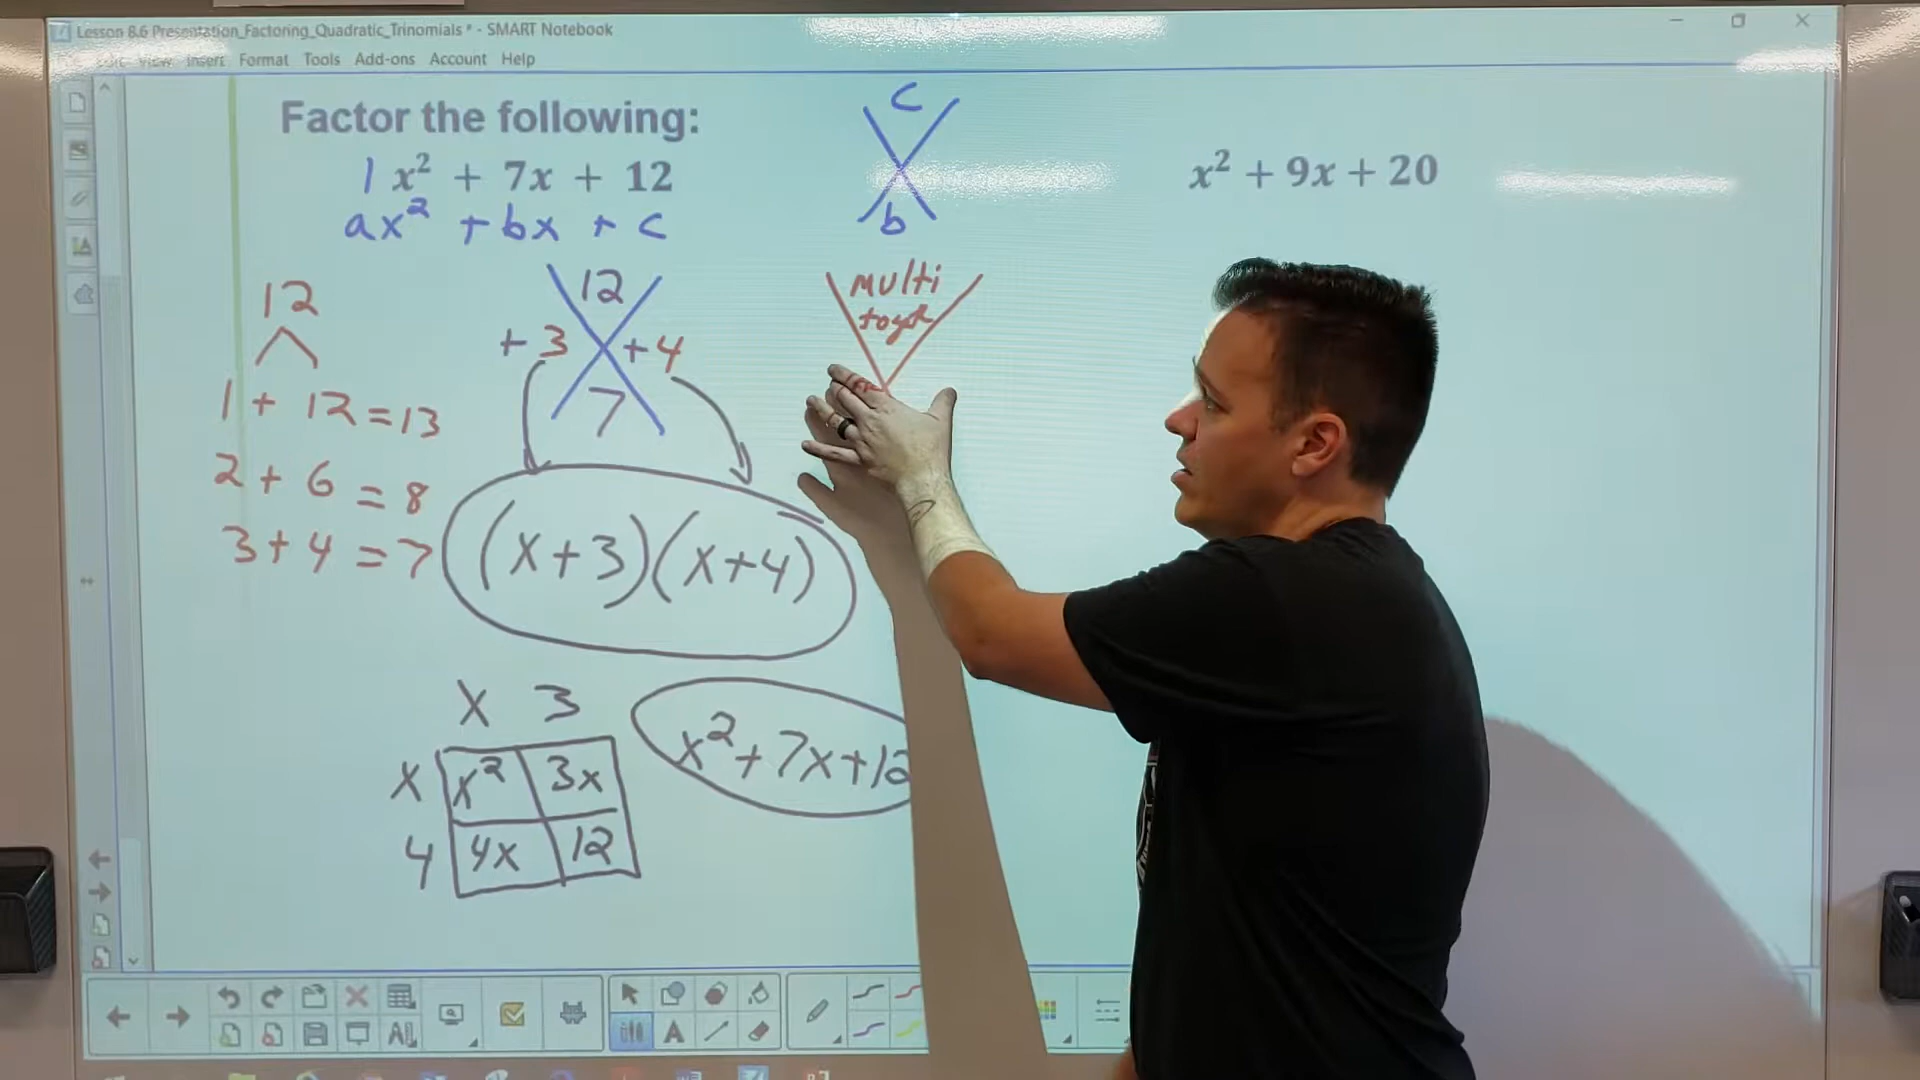 Lesson 8.6 Presentation_Factoring_Quadratic_Trinomials * - SMART Notebook
Edit View Insert Format Tools Add-ons Account Help
Factor the following:
1 x² + 7x + 12
ax² + bx + c
c
b
x² + 9x + 20
12
1 + 12 = 13
2 + 6 = 8
3 + 4 = 7
12
+3 +4
7
multi
(x+3)(x+4)
x 3
x x² 3x
4 4x 12
x²+7x+12